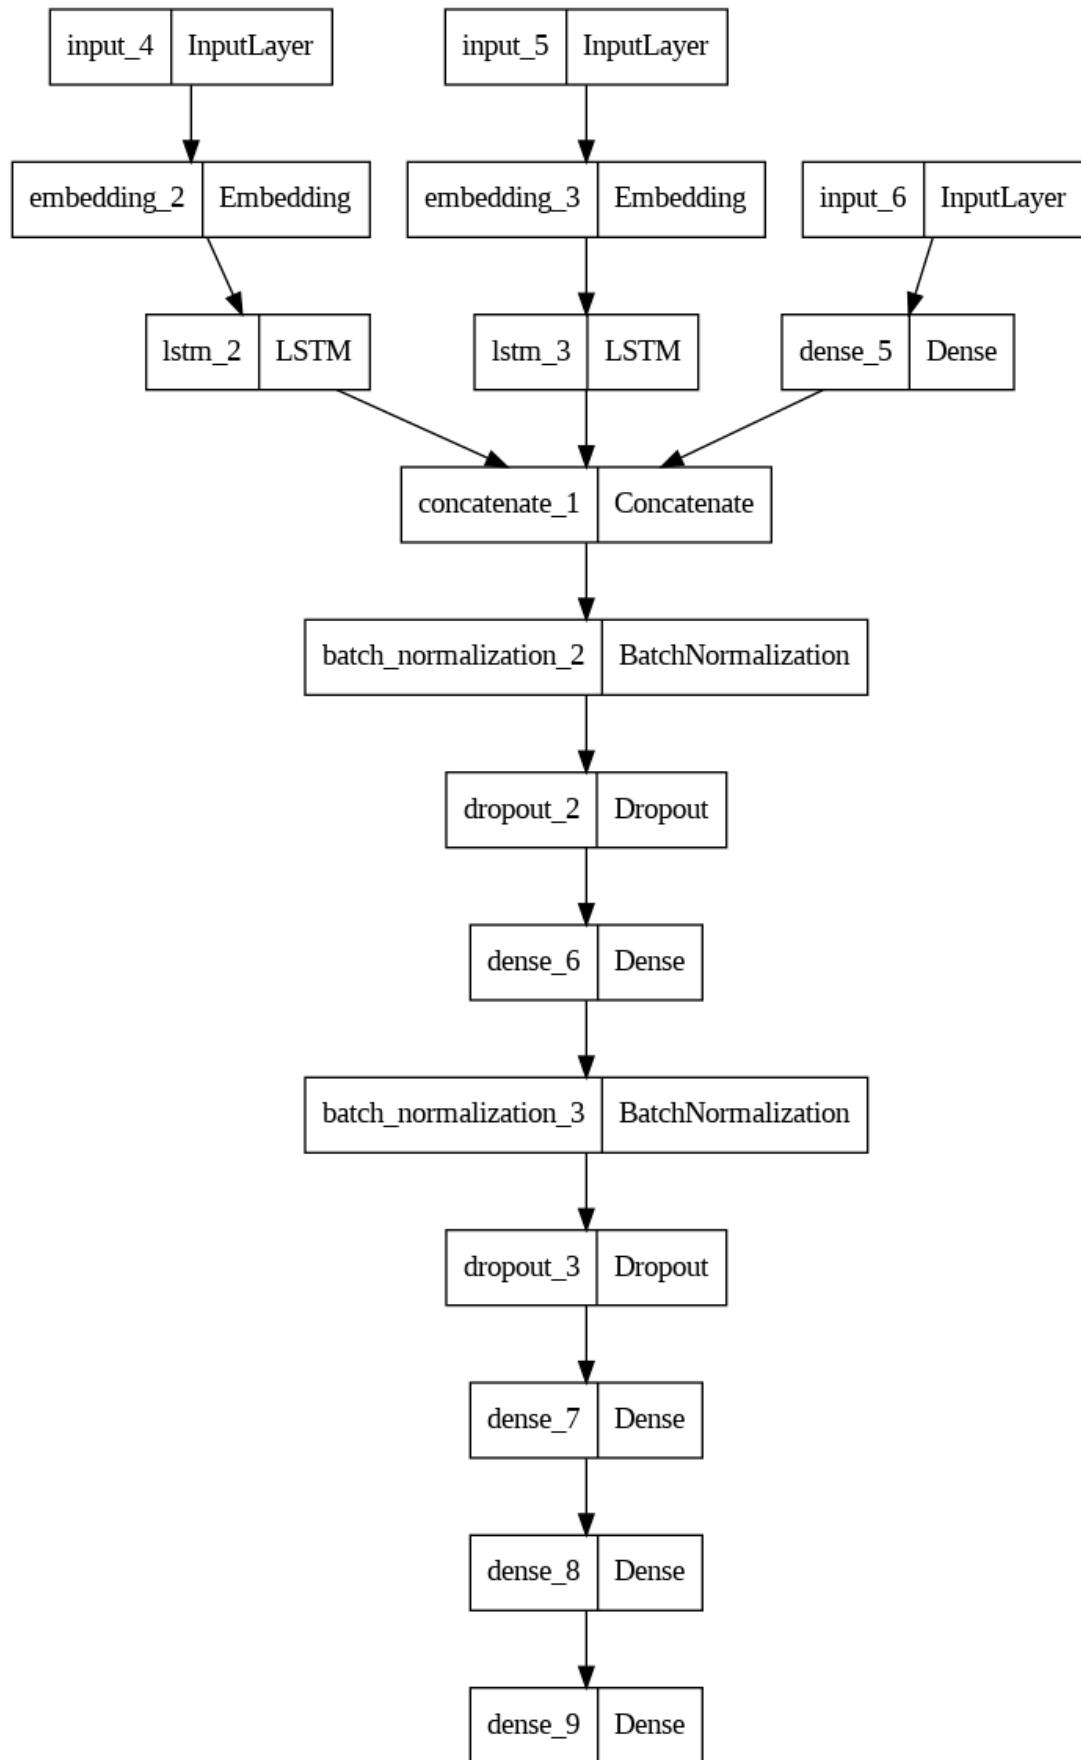 input_4 InputLayer
input_5 InputLayer
embedding_2 Embedding
embedding_3 Embedding
input_6 InputLayer
lstm_2 LSTM
lstm_3 LSTM
dense_5 Dense
concatenate_1 Concatenate
batch_normalization_2 BatchNormalization
dropout_2 Dropout
dense_6 Dense
batch_normalization_3 BatchNormalization
dropout_3 Dropout
dense_7 Dense
dense_8 Dense
dense_9 Dense